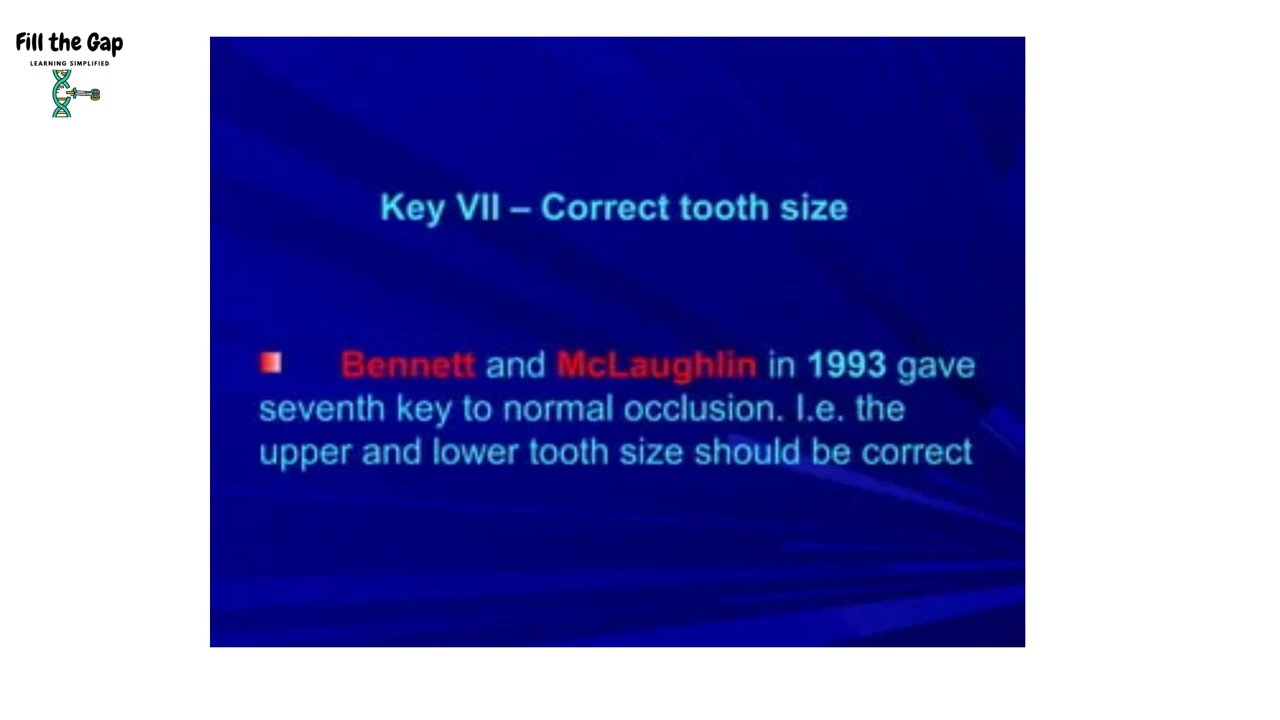 Fill the Gap
LEARNING SIMPLIFIED
Key VII – Correct tooth size
Bennett and McLaughlin in 1993 gave
seventh key to normal occlusion. I.e. the
upper and lower tooth size should be correct